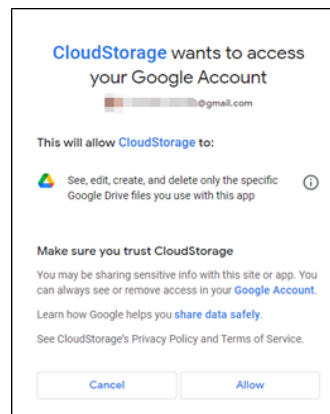 CloudStorage wants to access
your Google Account
@gmail.com
This will allow CloudStorage to:
See, edit, create, and delete only the specific
Google Drive files you use with this app
Make sure you trust CloudStorage
You may be sharing sensitive info with this site or app. You
can always see or remove access in your Google Account.
Learn how Google helps you share data safely.
See CloudStorage's Privacy Policy and Terms of Service.
Cancel
Allow